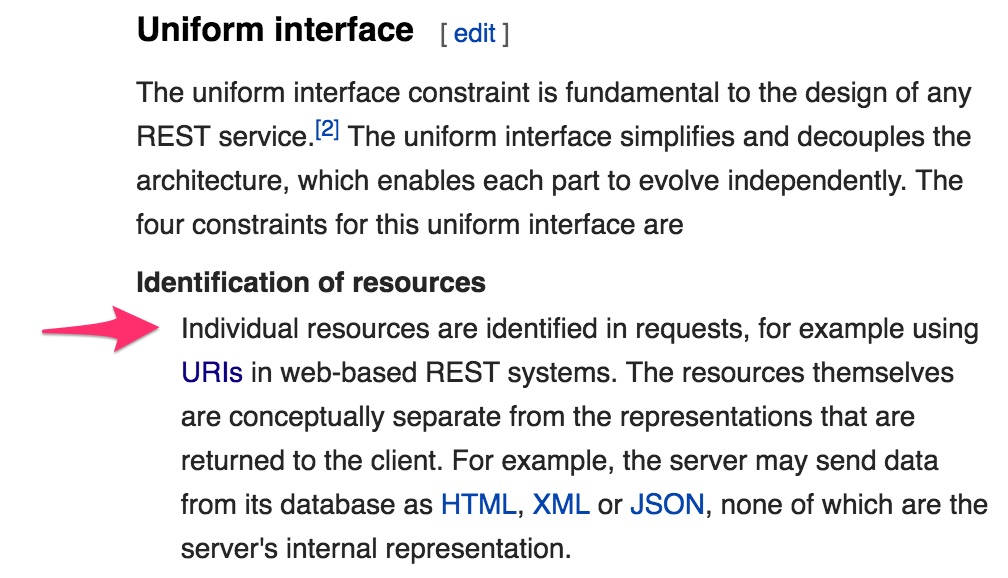 Uniform interface [ edit ]
The uniform interface constraint is fundamental to the design of any
REST service.[2] The uniform interface simplifies and decouples the
architecture, which enables each part to evolve independently. The
four constraints for this uniform interface are
Identification of resources
Individual resources are identified in requests, for example using
URIs in web-based REST systems. The resources themselves
are conceptually separate from the representations that are
returned to the client. For example, the server may send data
from its database as HTML, XML or JSON, none of which are the
server's internal representation.